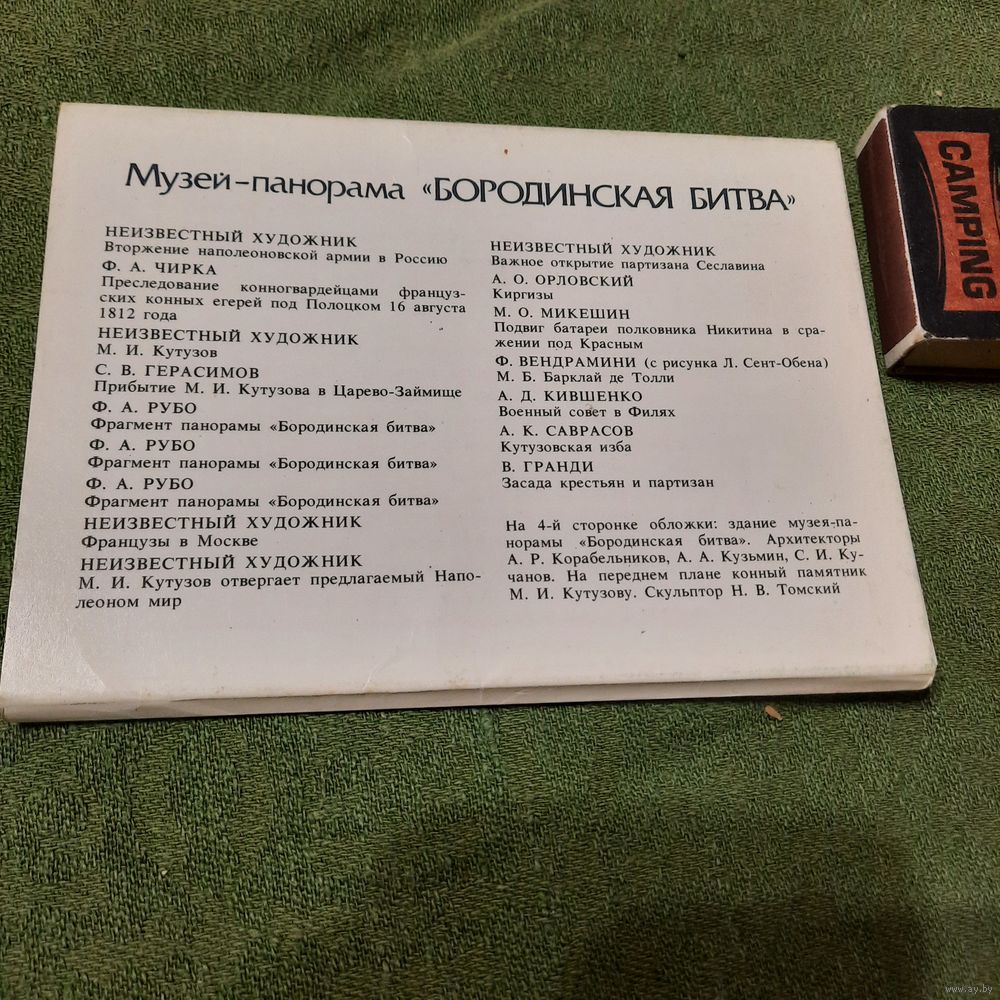 Музей-панорама «БОРОДИНСКАЯ БИТВА»
НЕИЗВЕСТНЫЙ ХУДОЖНИК
Вторжение наполеоновской армии в Россию
Ф. А. ЧИРКА
Преследование конногвардейцами француз-
ских конных егерей под Полоцком 16 августа
1812 года
НЕИЗВЕСТНЫЙ ХУДОЖНИК
М. И. Кутузов
С. В. ГЕРАСИМОВ
Прибытие М. И. Кутузова в Царево-Займище
Ф. А. РУБО
Фрагмент панорамы «Бородинская битва»
Ф. А. РУБО
Фрагмент панорамы «Бородинская битва»
Ф. А. РУБО
Фрагмент панорамы «Бородинская битва»
НЕИЗВЕСТНЫЙ ХУДОЖНИК
Французы в Москве
НЕИЗВЕСТНЫЙ ХУДОЖНИК
М. И. Кутузов отвергает предлагаемый Напо-
леоном мир
НЕИЗВЕСТНЫЙ ХУДОЖНИК
Важное открытие партизана Сеславина
А. О. ОРЛОВСКИЙ
Киргизы
М. О. МИКЕШИН
Подвиг батареи полковника Никитина в сра-
жении под Красным
Ф. ВЕНДРАМИНИ (с рисунка Л. Сент-Обена)
М. Б. Барклай де Толли
А. Д. КИВШЕНКО
Военный совет в Филях
А. К. САВРАСОВ
Кутузовская изба
В. ГРАНДИ
Засада крестьян и партизан
На 4-й сторонке обложки: здание музея-па-
норамы «Бородинская битва». Архитекторы
А. Р. Корабельников, А. А. Кузьмин, С. И. Ку-
чанов. На переднем плане конный памятник
М. И. Кутузову. Скульптор Н. В. Томский
CAMPING
www.ay.by